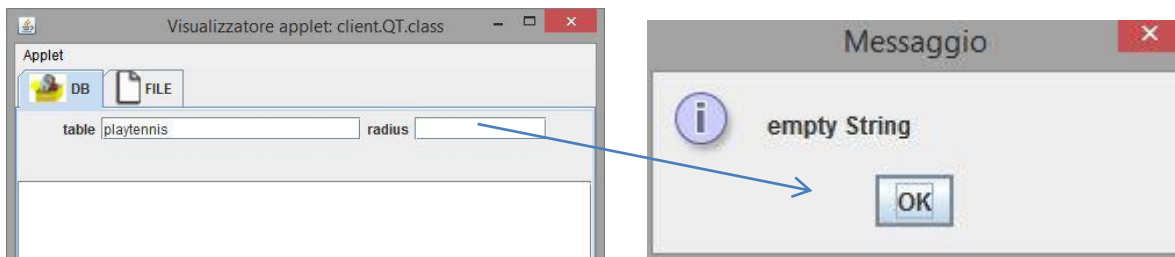 Visualizzatore applet: client.QT.class
Applet
DB FILE
table playtennis radius
Messaggio
empty String
OK